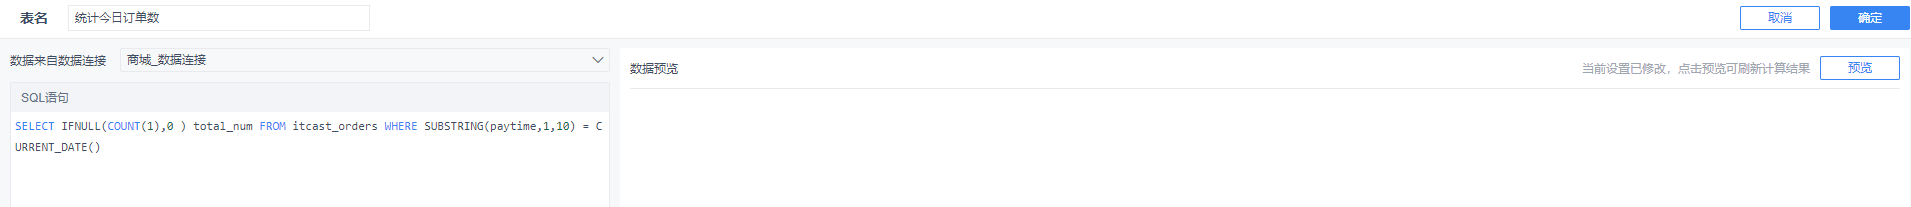 表名 统计今日订单数 取消 确定
数据来自数据连接 商城_数据连接
数据预览 当前设置已修改，点击预览可刷新计算结果 预览
SQL语句
SELECT IFNULL(COUNT(1),0 ) total_num FROM itcast_orders WHERE SUBSTRING(paytime,1,10) = C
URRENT_DATE()